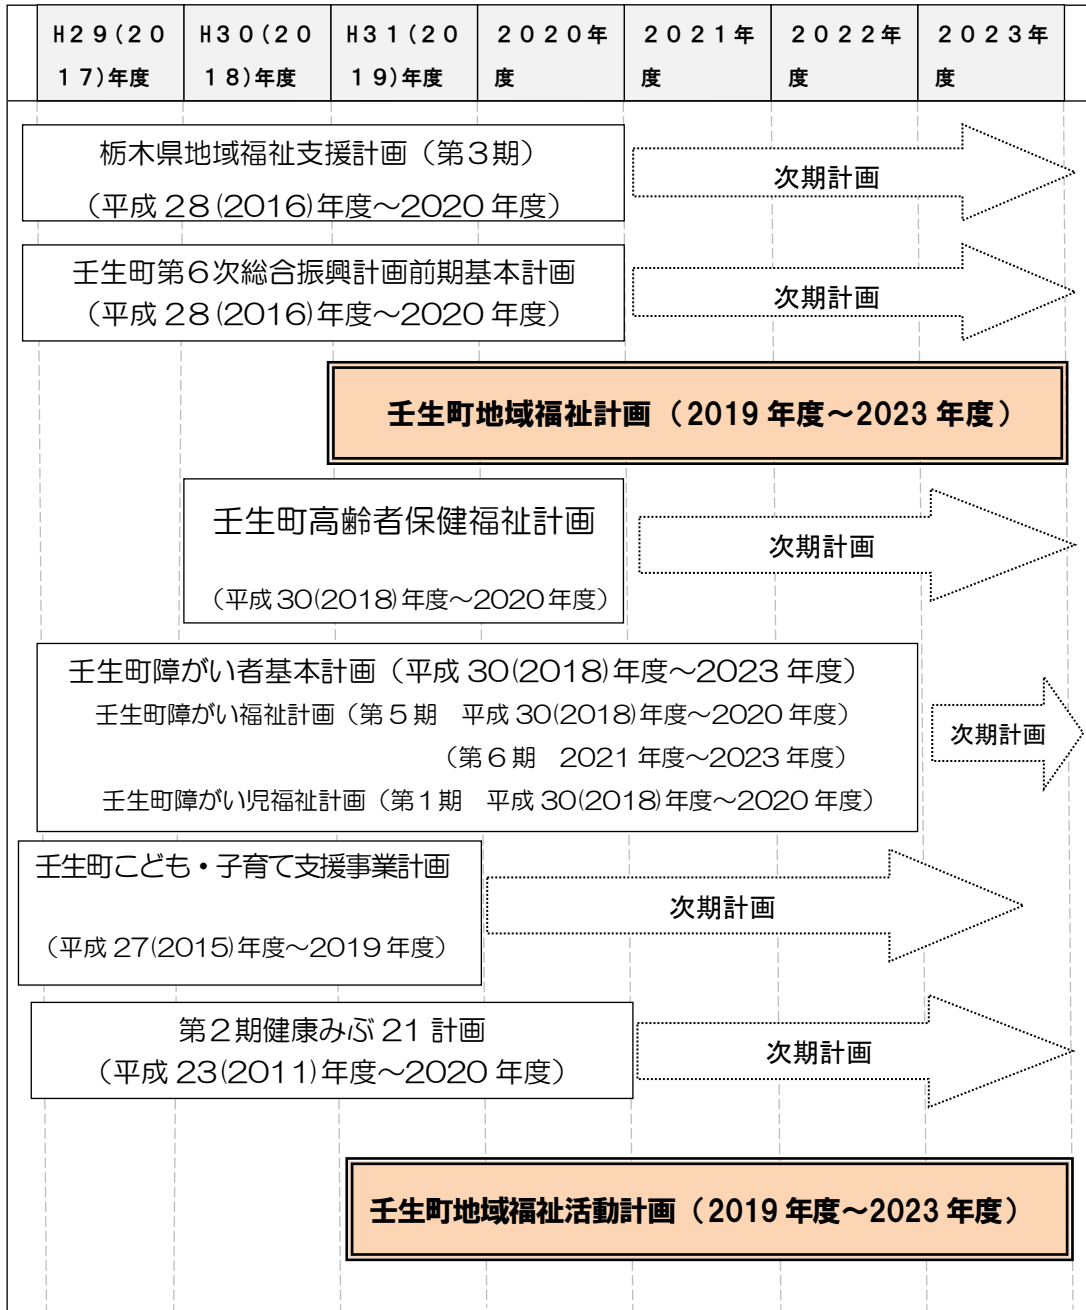 H29(20
17)年度
H30(20
18)年度
H31(20
19)年度
2020年
度
2021年
度
2022年
度
2023年
度
栃木県地域福祉支援計画（第3期）
（平成 28(2016)年度～2020 年度）
次期計画
壬生町第6次総合振興計画前期基本計画
（平成 28(2016)年度～2020 年度）
次期計画
壬生町地域福祉計画（2019 年度～2023 年度）
壬生町高齢者保健福祉計画
（平成 30(2018)年度～2020 年度）
次期計画
壬生町障がい者基本計画（平成 30(2018)年度～2023 年度）
壬生町障がい福祉計画（第5期　平成 30(2018)年度～2020 年度）
（第6期　2021 年度～2023 年度）
壬生町障がい児福祉計画（第1期　平成 30(2018)年度～2020 年度）
次期計画
壬生町こども・子育て支援事業計画
（平成 27(2015)年度～2019 年度）
次期計画
第2期健康みぶ 21 計画
（平成 23(2011)年度～2020 年度）
次期計画
壬生町地域福祉活動計画（2019 年度～2023 年度）